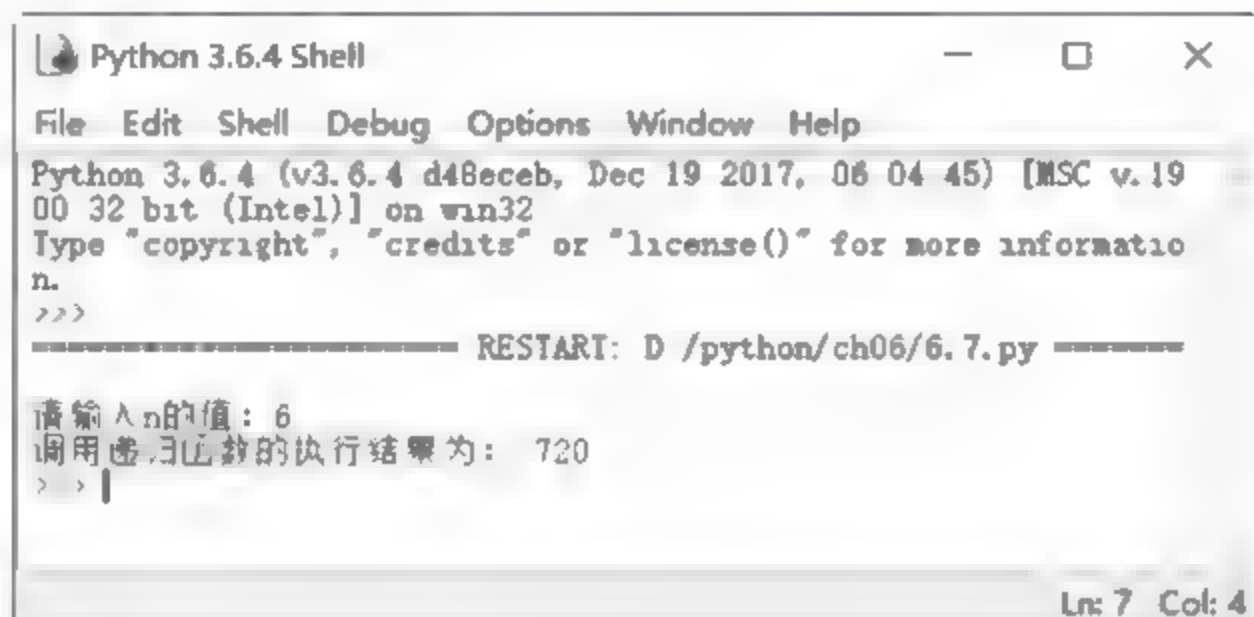 Python 3.6.4 Shell
File Edit Shell Debug Options Window Help
Python 3.6.4 (v3.6.4 d48eceb, Dec 19 2017, 06 04 45) [MSC v.19
00 32 bit (Intel)] on win32
Type "copyright", "credits" or "license()" for more informatio
n.
>>>
RESTART: D /python/ch06/6.7.py
请输入n的值: 6
调用递归函数的执行结果为: 720
> >
Ln: 7 Col: 4